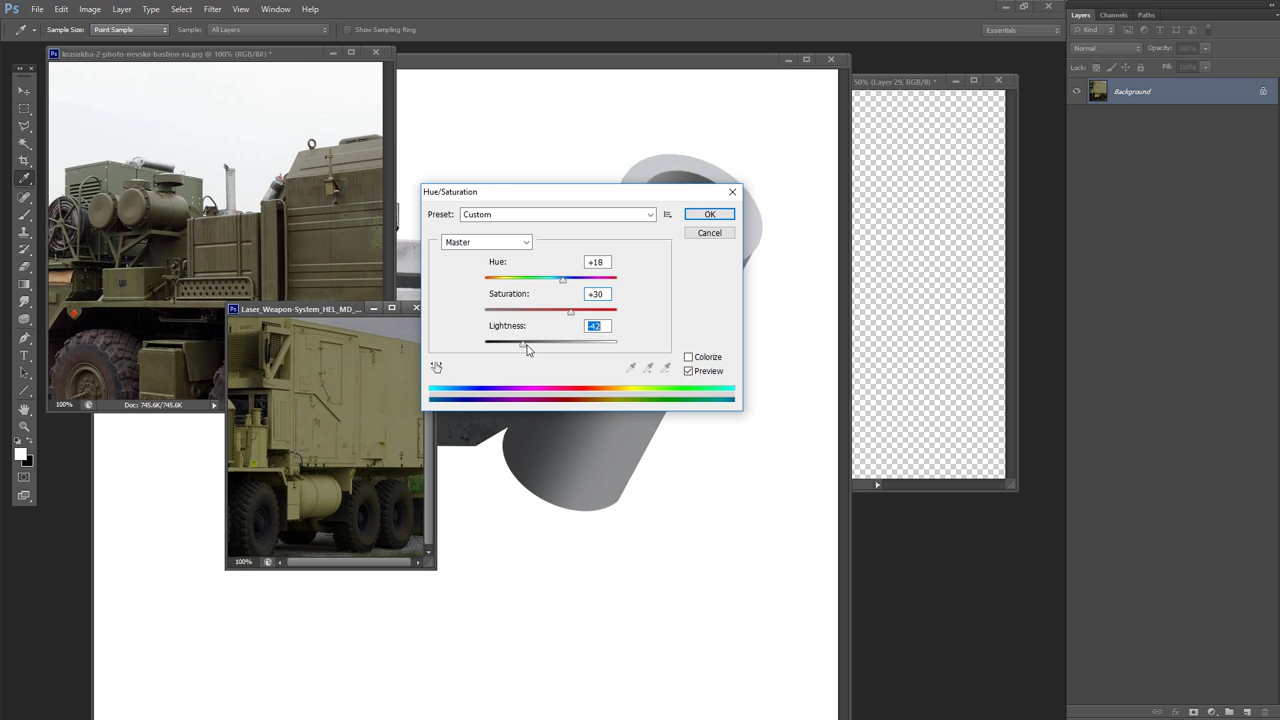 Ps File Edit Image Layer Type Select Filter 3D View Window Help
Sample Size: Point Sample Sample: All Layers Show Sampling Ring Essentials
Layers Channels Paths
Kind
Normal Opacity: 100%
Lock: Fill: 100%
Background
krasukha-2-photo-nevskii-bastion-ru.jpg @ 100% (RGB/8#) *
50% (Layer 29, RGB/8) *
Hue/Saturation
Preset: Custom OK
Master Cancel
Hue: +18
Saturation: +30
Lightness: -42
Colorize
Preview
Laser_Weapon-System_HEL_MD_...
100% Doc: 745.6K/745.6K
100%